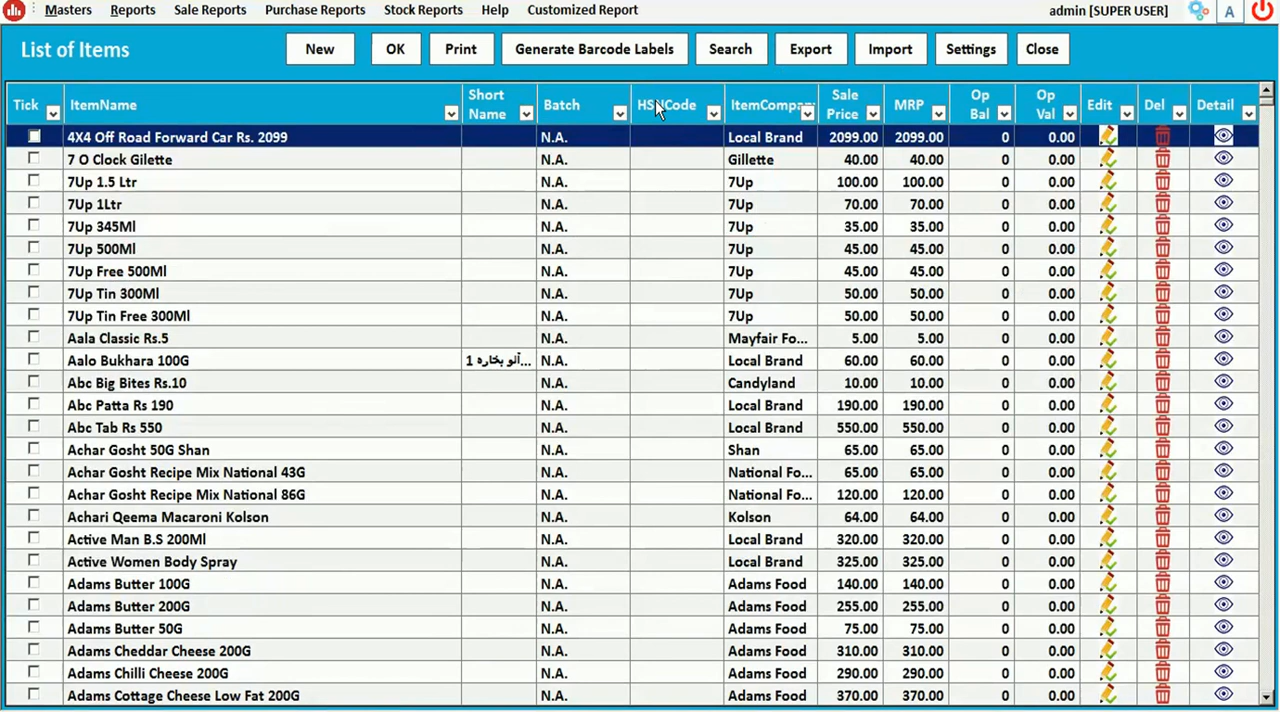 Masters Reports Sale Reports Purchase Reports Stock Reports Help Customized Report admin [SUPER USER] A
List of Items New OK Print Generate Barcode Labels Search Export Import Settings Close
Tick ItemName Short Name Batch ItemCompany Sale Price MRP Op Bal Op Val Edit Del Detail
4X4 Off Road Forward Car Rs. 2099 N.A. Local Brand 2099.00 2099.00 0 0.00
7 O Clock Gilette N.A. Gillette 40.00 40.00 0 0.00
7Up 1.5 Ltr N.A. 7Up 100.00 100.00 0 0.00
7Up 1Ltr N.A. 7Up 70.00 70.00 0 0.00
7Up 345Ml N.A. 7Up 35.00 35.00 0 0.00
7Up 500Ml N.A. 7Up 45.00 45.00 0 0.00
7Up Free 500Ml N.A. 7Up 45.00 45.00 0 0.00
7Up Tin 300Ml N.A. 7Up 50.00 50.00 0 0.00
7Up Tin Free 300Ml N.A. 7Up 50.00 50.00 0 0.00
Aala Classic Rs.5 N.A. Mayfair Fo... 5.00 5.00 0 0.00
Aalo Bukhara 100G آلو بخارہ 1... N.A. Local Brand 60.00 60.00 0 0.00
Abc Big Bites Rs.10 N.A. Candyland 10.00 10.00 0 0.00
Abc Patta Rs 190 N.A. Local Brand 190.00 190.00 0 0.00
Abc Tab Rs 550 N.A. Local Brand 550.00 550.00 0 0.00
Achar Gosht 50G Shan N.A. Shan 65.00 65.00 0 0.00
Achar Gosht Recipe Mix National 43G N.A. National Fo... 65.00 65.00 0 0.00
Achar Gosht Recipe Mix National 86G N.A. National Fo... 120.00 120.00 0 0.00
Achari Qeema Macaroni Kolson N.A. Kolson 64.00 64.00 0 0.00
Active Man B.S 200Ml N.A. Local Brand 320.00 320.00 0 0.00
Active Women Body Spray N.A. Local Brand 325.00 325.00 0 0.00
Adams Butter 100G N.A. Adams Food 140.00 140.00 0 0.00
Adams Butter 200G N.A. Adams Food 255.00 255.00 0 0.00
Adams Butter 50G N.A. Adams Food 75.00 75.00 0 0.00
Adams Cheddar Cheese 200G N.A. Adams Food 310.00 310.00 0 0.00
Adams Chilli Cheese 200G N.A. Adams Food 290.00 290.00 0 0.00
Adams Cottage Cheese Low Fat 200G N.A. Adams Food 370.00 370.00 0 0.00